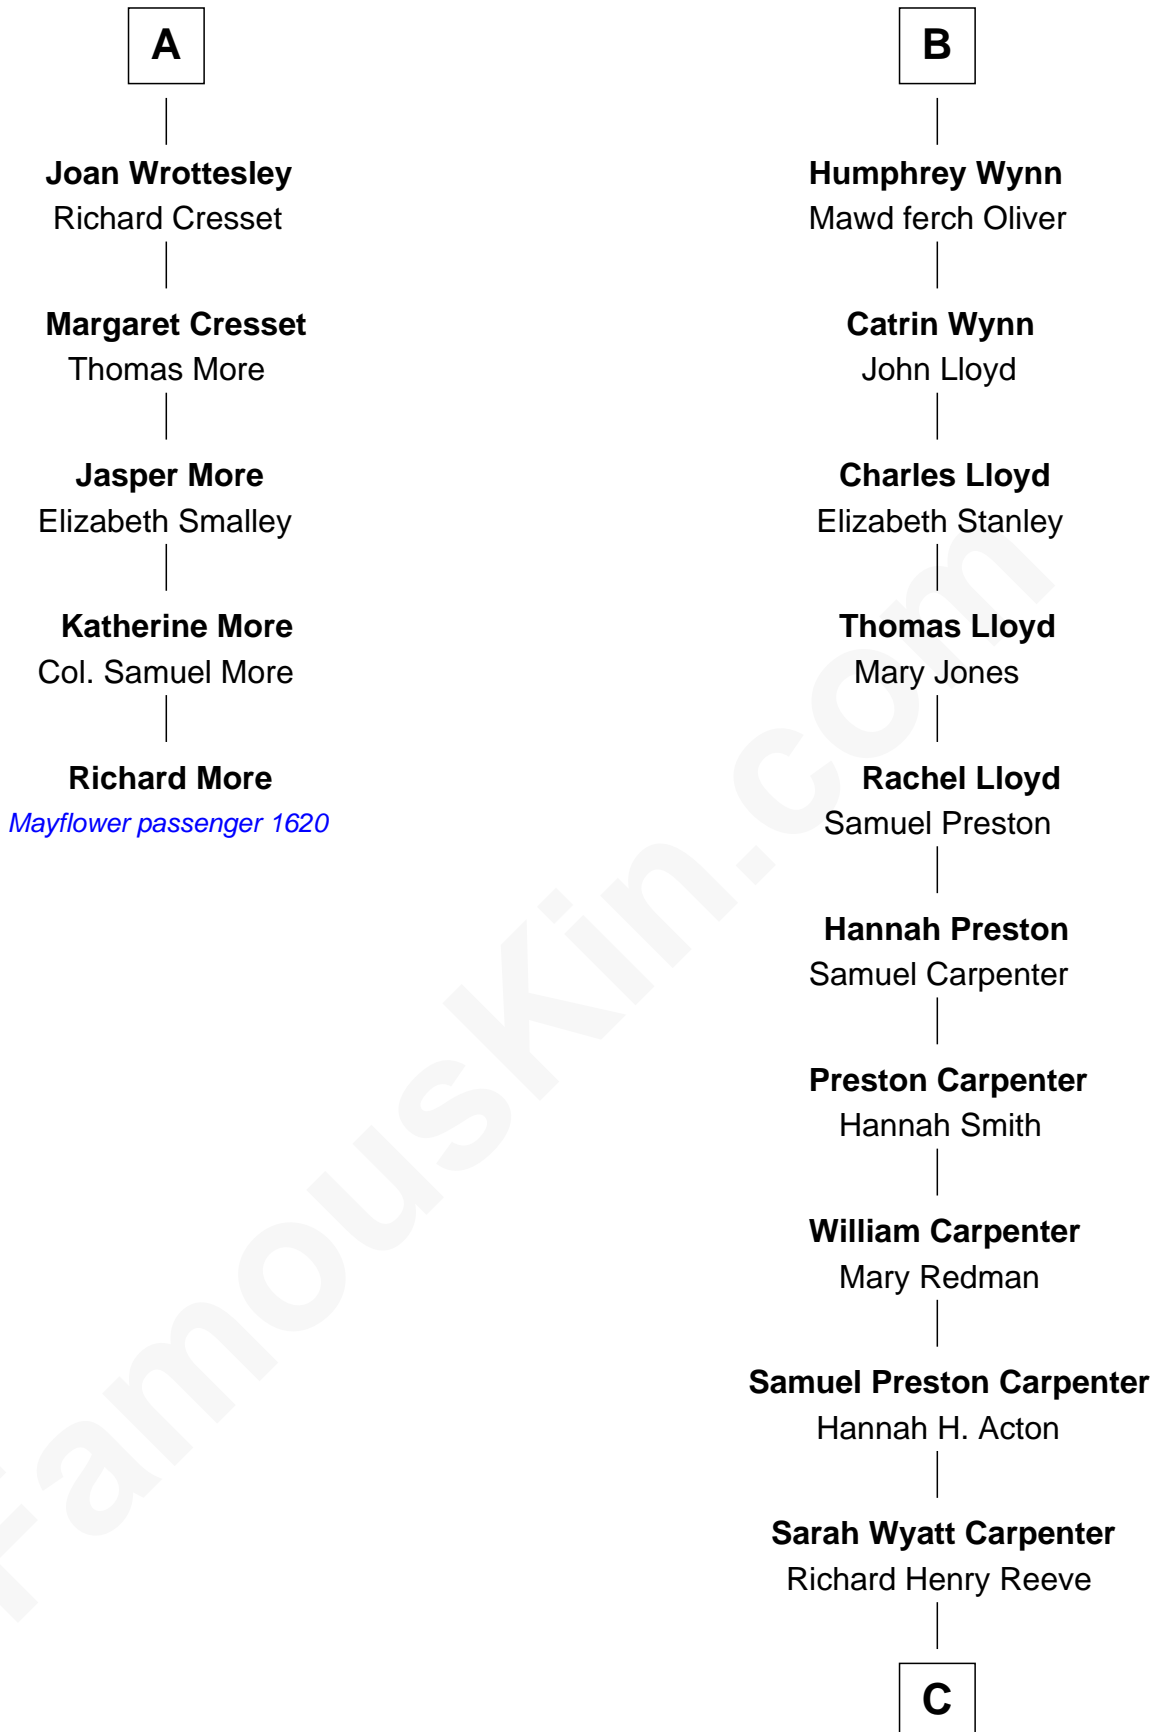 A
Joan Wrottesley
Richard Cresset
Margaret Cresset
Thomas More
Jasper More
Elizabeth Smalley
Katherine More
Col. Samuel More
Richard More
Mayflower passenger 1620
B
Humphrey Wynn
Mawd ferch Oliver
Catrin Wynn
John Lloyd
Charles Lloyd
Elizabeth Stanley
Thomas Lloyd
Mary Jones
Rachel Lloyd
Samuel Preston
Hannah Preston
Samuel Carpenter
Preston Carpenter
Hannah Smith
William Carpenter
Mary Redman
Samuel Preston Carpenter
Hannah H. Acton
Sarah Wyatt Carpenter
Richard Henry Reeve
C
FamousKin.com